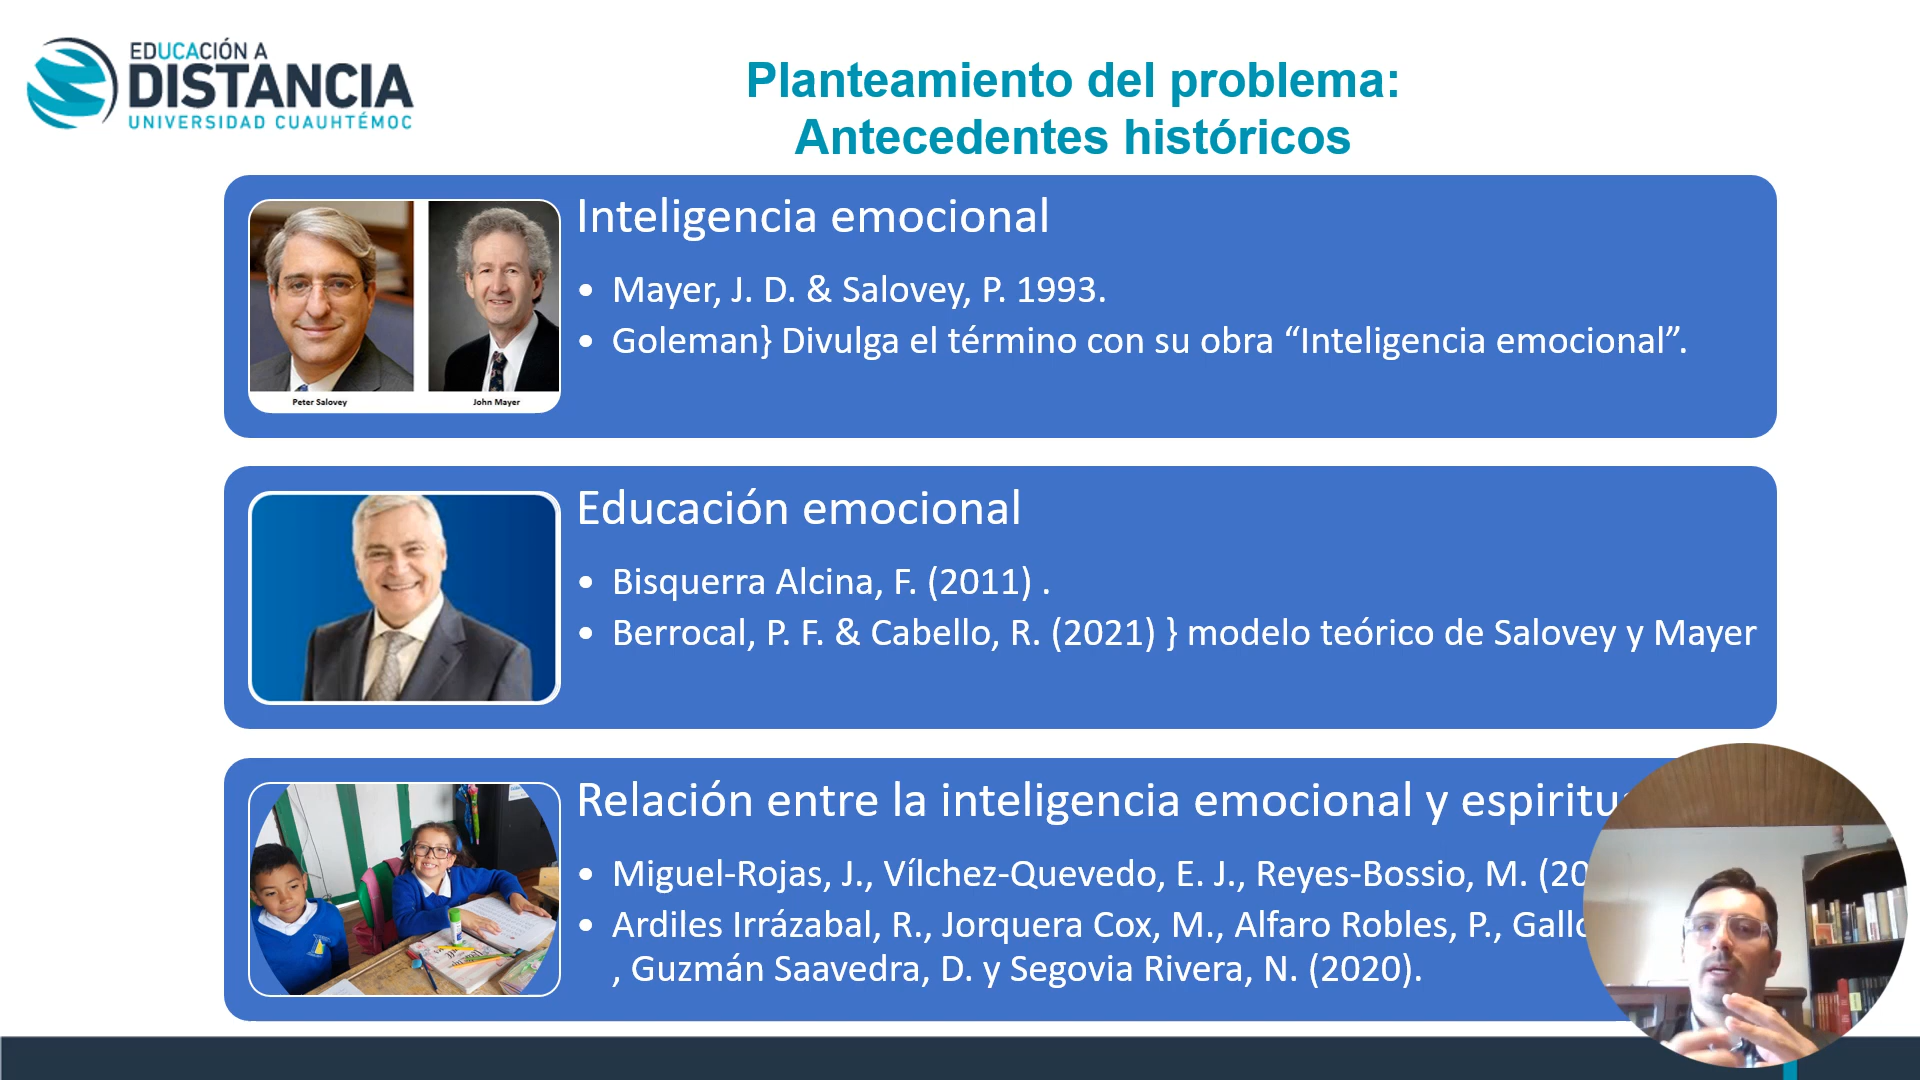 EDUCACIÓN A
DISTANCIA
UNIVERSIDAD CUAUHTÉMOC
Planteamiento del problema:
Antecedentes históricos
Inteligencia emocional
• Mayer, J. D. & Salovey, P. 1993.
• Goleman} Divulga el término con su obra “Inteligencia emocional”.
Peter Salovey
John Mayer
Educación emocional
• Bisquerra Alcina, F. (2011) .
• Berrocal, P. F. & Cabello, R. (2021) } modelo teórico de Salovey y Mayer
Relación entre la inteligencia emocional y
• Miguel-Rojas, J., Vílchez-Quevedo, E. J., Reyes-Bossio, M.
• Ardiles Irrázabal, R., Jorquera Cox, M., Alfaro Robles, P.,
, Guzmán Saavedra, D. y Segovia Rivera, N. (2020).